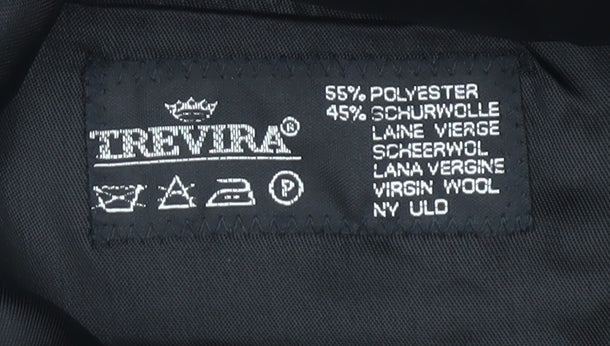 TREVIRA®
P
55% POLYESTER
45% SCHURWOLLE
LAINE VIERGE
SCHEERWOL
LANA VERGINE
VIRGIN WOOL
NY ULD